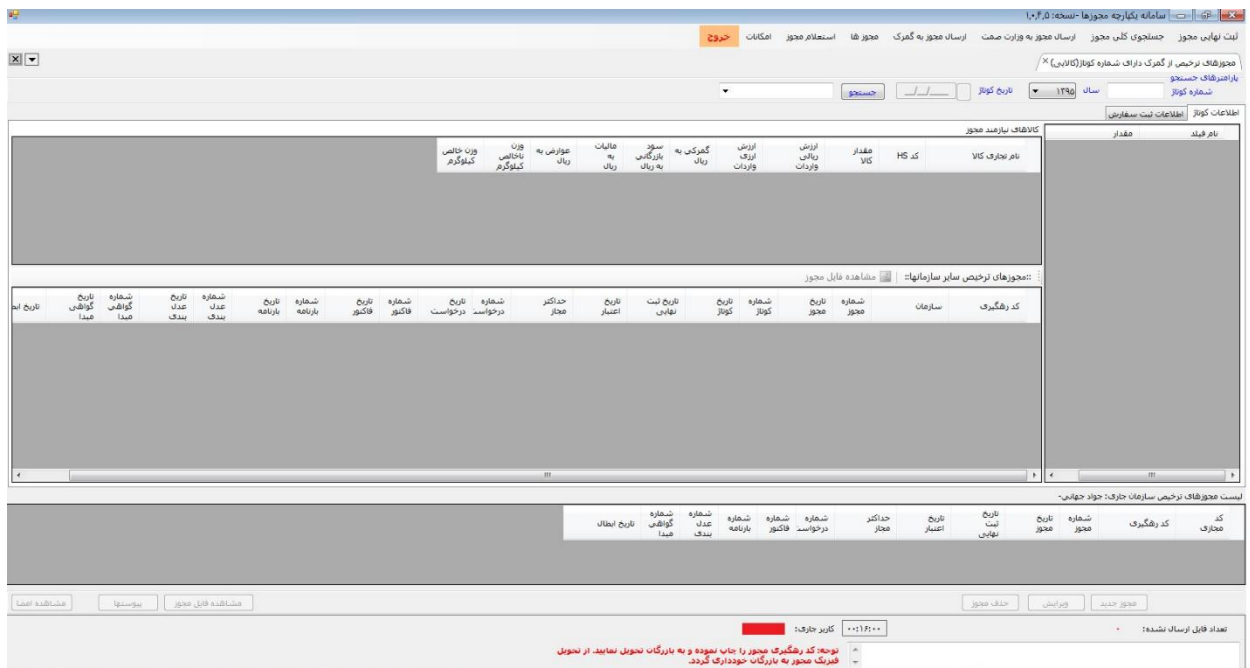 سامانه یکپارچه مجوزها -نسخه: ۱,۰,۴,۵
ثبت نهایی مجوز جستجوی کلی مجوز ارسال مجوز به وزارت صمت ارسال مجوز به گمرک مجوز ها استعلام مجوز امکانات خروج
مجوزهای ترخیص از گمرک دارای شماره کوتاژ(کالایی)
پارامترهای جستجو
شماره کوتاژ سال ۱۳۹۵ تاریخ کوتاژ __/__/____ جستجو
اطلاعات کوتاژ اطلاعات ثبت سفارش
نام فیلد مقدار
کالاهای نیازمند مجوز
نام تجاری کالا کد HS مقدار کالا ارزش ریالی واردات ارزش ارزی واردات گمرکی به ریال سود بازرگانی به ریال مالیات به ریال عوارض به ریال وزن ناخالص کیلوگرم وزن خالص کیلوگرم
::مجوزهای ترخیص سایر سازمانها:: مشاهده فایل مجوز
کد رهگیری سازمان شماره مجوز تاریخ مجوز شماره کوتاژ تاریخ کوتاژ تاریخ ثبت نهایی تاریخ اعتبار حداکثر مجاز شماره درخواست تاریخ درخواست شماره فاکتور تاریخ فاکتور شماره بارنامه تاریخ بارنامه شماره عدل بندی تاریخ عدل بندی شماره گواهی مبدا تاریخ گواهی مبدا تاریخ ابط
لیست مجوزهای ترخیص سازمان جاری: جواد جهانی-
کد مجازی کد رهگیری شماره مجوز تاریخ مجوز تاریخ ثبت نهایی تاریخ اعتبار حداکثر مجاز شماره درخواست شماره فاکتور شماره بارنامه شماره عدل بندی شماره گواهی مبدا تاریخ ابطال
مجوز جدید ویرایش حذف مجوز مشاهده فایل مجوز پیوستها مشاهده امضا
تعداد فایل ارسال نشده: ۰ ۰۰:۱۶:۰۰ کاربر جاری:
توجه: کد رهگیری مجوز را چاپ نموده و به بازرگان تحویل نمایید. از تحویل
فیزیک مجوز به بازرگان خودداری گردد.